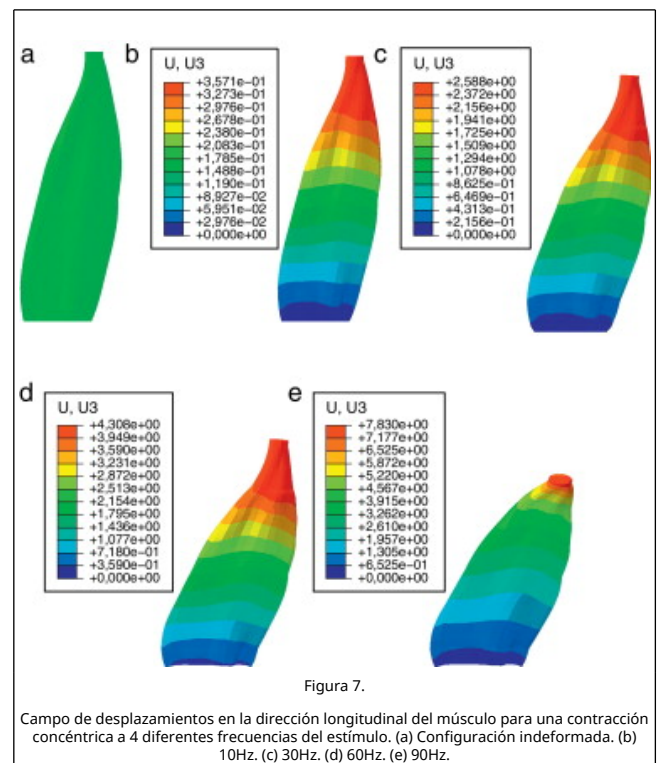 a
b
U, U3
+3,571e-01
+3,273e-01
+2,976e-01
+2,678e-01
+2,380e-01
+2,083e-01
+1,785e-01
+1,488e-01
+1,190e-01
+8,927e-02
+5,951e-02
+2,976e-02
+0,000e+00
c
U, U3
+2,588e+00
+2,372e+00
+2,156e+00
+1,941e+00
+1,725e+00
+1,509e+00
+1,294e+00
+1,078e+00
+8,625e-01
+6,469e-01
+4,313e-01
+2,156e-01
+0,000e+00
d
U, U3
+4,308e+00
+3,949e+00
+3,590e+00
+3,231e+00
+2,872e+00
+2,513e+00
+2,154e+00
+1,795e+00
+1,436e+00
+1,077e+00
+7,180e-01
+3,590e-01
+0,000e+00
e
U, U3
+7,830e+00
+7,177e+00
+6,525e+00
+5,872e+00
+5,220e+00
+4,567e+00
+3,915e+00
+3,262e+00
+2,610e+00
+1,957e+00
+1,305e+00
+6,525e-01
+0,000e+00
Figura 7.
Campo de desplazamientos en la dirección longitudinal del músculo para una contracción
concéntrica a 4 diferentes frecuencias del estímulo. (a) Configuración indeformada. (b)
10Hz. (c) 30Hz. (d) 60Hz. (e) 90Hz.